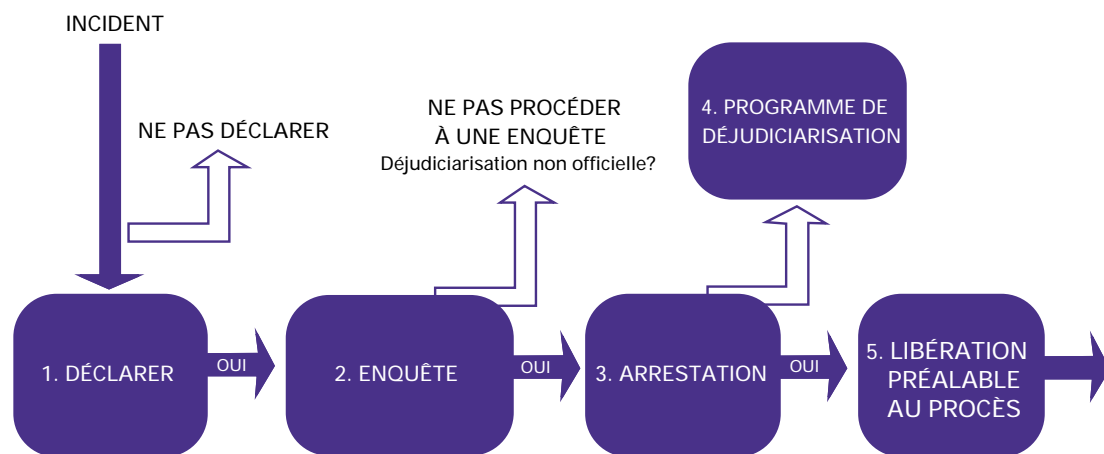 INCIDENT
NE PAS DÉCLARER
NE PAS PROCÉDER
À UNE ENQUÊTE
Déjudiciarisation non officielle?
4. PROGRAMME DE
DÉJUDICIARISATION
1. DÉCLARER
OUI
2. ENQUÊTE
OUI
3. ARRESTATION
OUI
5. LIBÉRATION
PRÉALABLE
AU PROCÈS